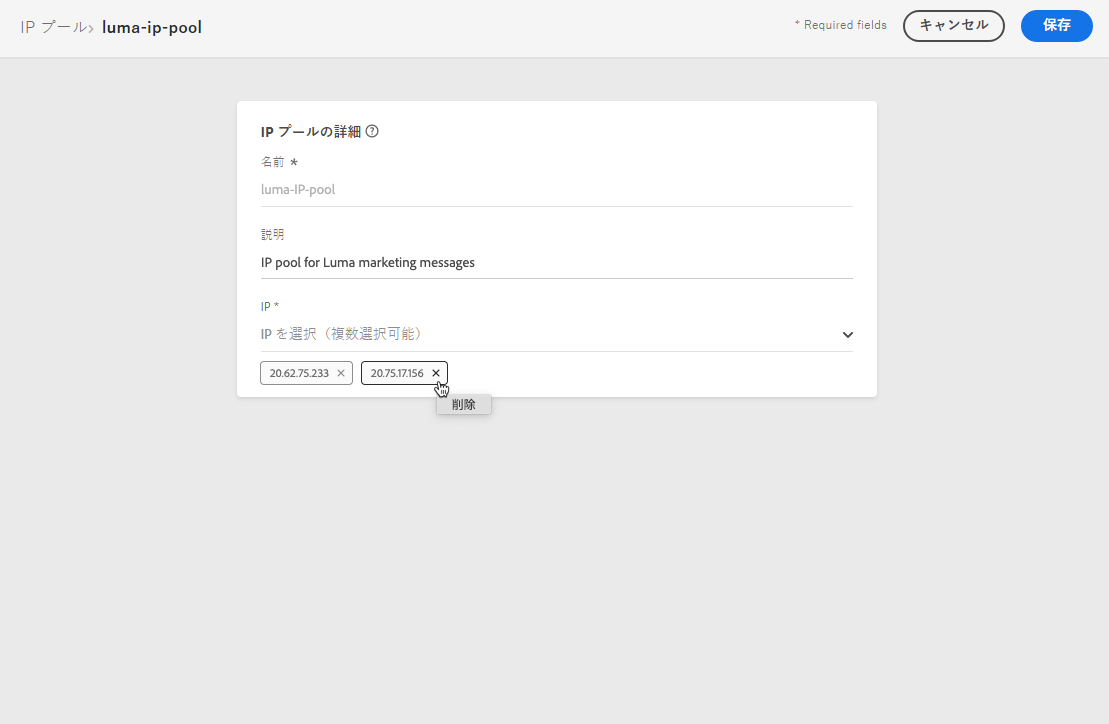 IP プール› luma-ip-pool
* Required fields
キャンセル
保存
IP プールの詳細 ?
名前 *
luma-IP-pool
説明
IP pool for Luma marketing messages
IP *
IP を選択（複数選択可能）
20.62.75.233 ×
20.75.17.156 ×
削除